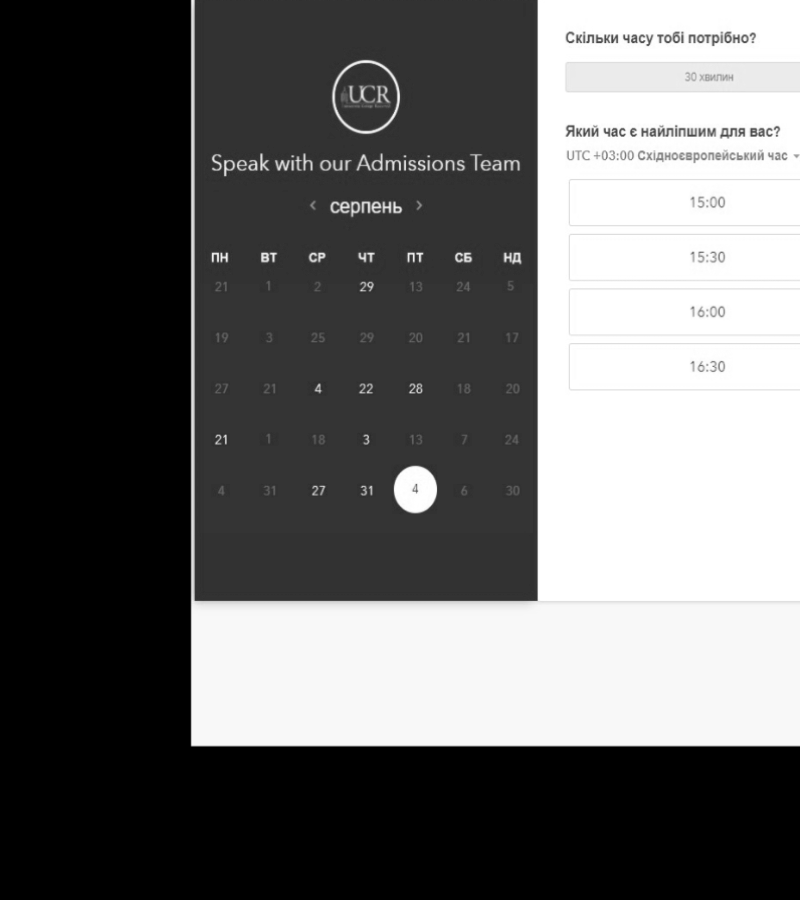 UCR
Speak with our Admissions Team
< серпень >
ПН ВТ СР ЧТ ПТ СБ НД
21 1 2 29 13 24 5
19 3 25 29 20 21 17
27 21 4 22 28 18 20
21 1 18 3 13 7 24
4 31 27 31 4 6 30
Скільки часу тобі потрібно?
30 хвилин
Який час є найліпшим для вас?
UTC +03:00 Східноєвропейський час
15:00
15:30
16:00
16:30